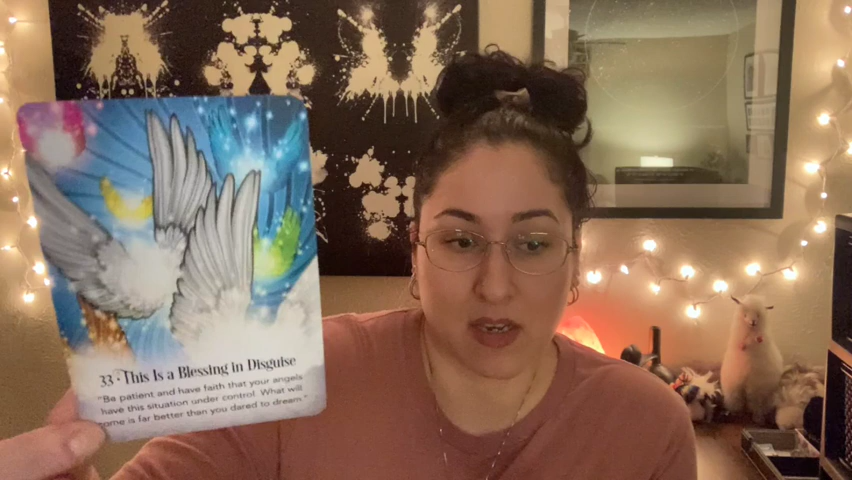 33 • This Is a Blessing in Disguise
"Be patient and have faith that your angels
have this situation under control. What will
come is far better than you dared to dream."